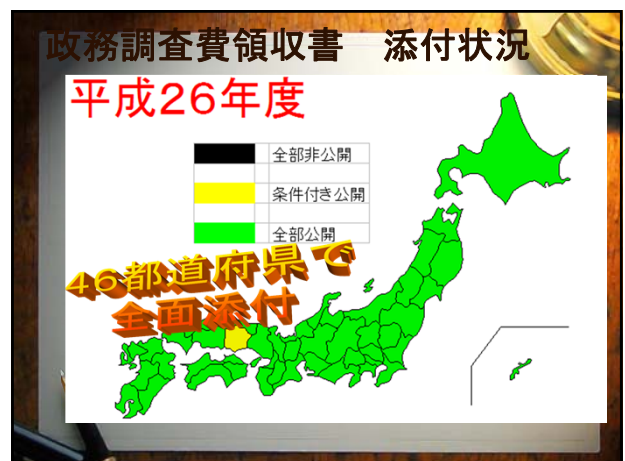 政務調査費領収書　添付状況
平成26年度
全部非公開
条件付き公開
全部公開
46都道府県で
全面添付